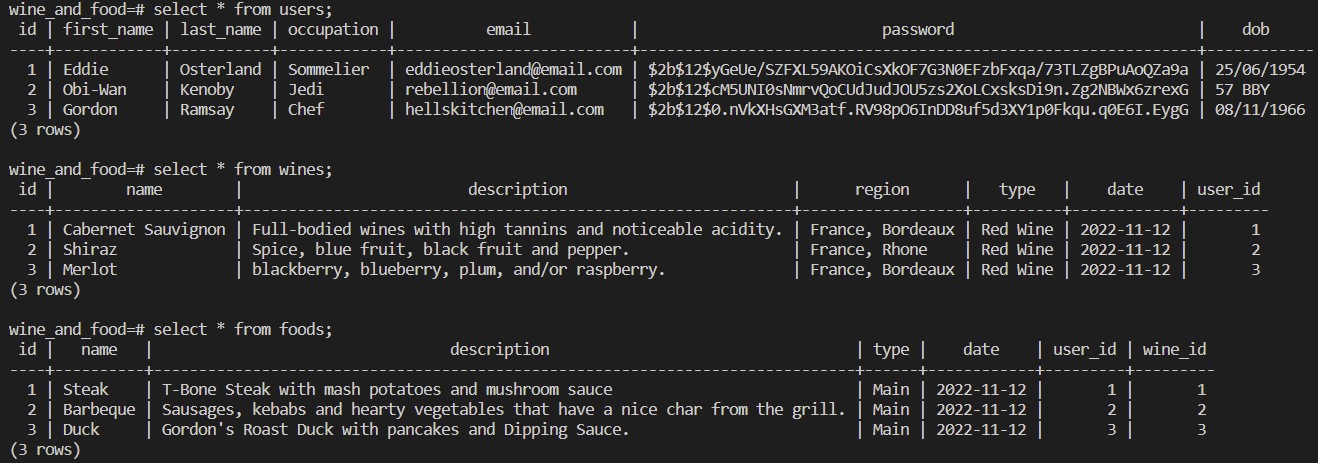 wine_and_food=# select * from users;
 id | first_name | last_name | occupation |          email           |                           password                           |    dob
----+------------+-----------+------------+--------------------------+--------------------------------------------------------------+------------
  1 | Eddie      | Osterland | Sommelier  | eddieosterland@email.com | $2b$12$yGeUe/SZFXL59AKOiCsXkOF7G3N0EFzbFxqa/73TLZgBPuAoQZa9a | 25/06/1954
  2 | Obi-Wan    | Kenoby    | Jedi       | rebellion@email.com      | $2b$12$cM5UNI0sNmrvQoCUdJudJOU5zs2XoLCxsksDi9n.Zg2NBWx6zrexG | 57 BBY
  3 | Gordon     | Ramsay    | Chef       | hellskitchen@email.com   | $2b$12$0.nVkXHsGXM3atf.RV98pO6InDD8uf5d3XY1p0Fkqu.q0E6I.EygG | 08/11/1966
(3 rows)
wine_and_food=# select * from wines;
 id |        name        |                         description                         |      region      |   type   |    date    | user_id
----+--------------------+-------------------------------------------------------------+------------------+----------+------------+---------
  1 | Cabernet Sauvignon | Full-bodied wines with high tannins and noticeable acidity. | France, Bordeaux | Red Wine | 2022-11-12 |       1
  2 | Shiraz             | Spice, blue fruit, black fruit and pepper.                  | France, Rhone    | Red Wine | 2022-11-12 |       2
  3 | Merlot             | blackberry, blueberry, plum, and/or raspberry.              | France, Bordeaux | Red Wine | 2022-11-12 |       3
(3 rows)
wine_and_food=# select * from foods;
 id |   name   |                                 description                                  | type |    date    | user_id | wine_id
----+----------+------------------------------------------------------------------------------+------+------------+---------+---------
  1 | Steak    | T-Bone Steak with mash potatoes and mushroom sauce                           | Main | 2022-11-12 |       1 |       1
  2 | Barbeque | Sausages, kebabs and hearty vegetables that have a nice char from the grill. | Main | 2022-11-12 |       2 |       2
  3 | Duck     | Gordon's Roast Duck with pancakes and Dipping Sauce.                         | Main | 2022-11-12 |       3 |       3
(3 rows)